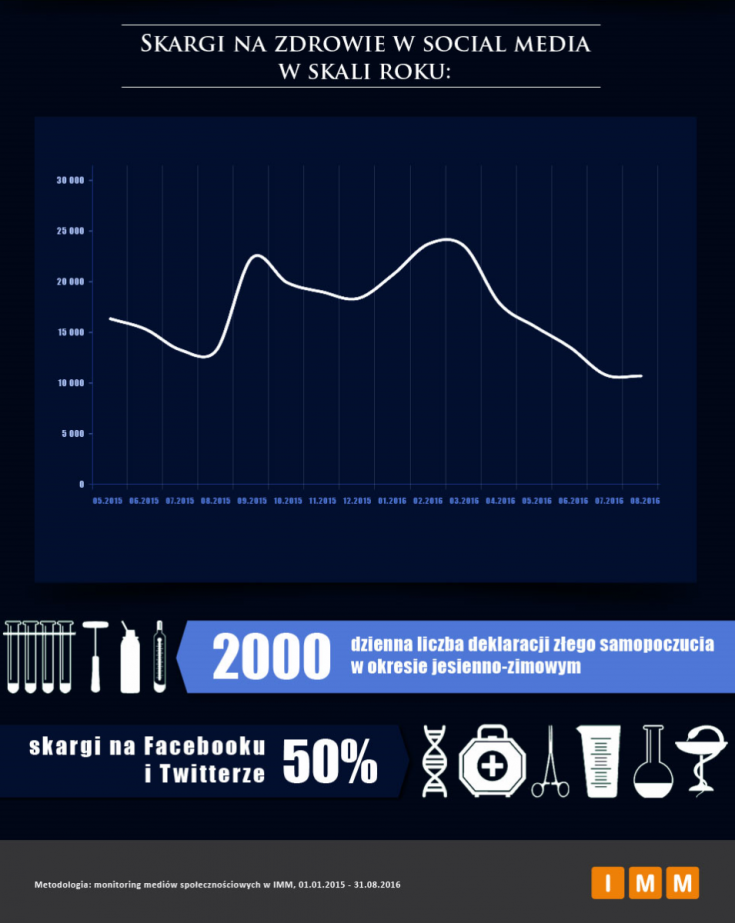 SKARGI NA ZDROWIE W SOCIAL MEDIA
W SKALI ROKU:
30 000
25 000
20 000
15 000
10 000
5 000
0
05.2015 06.2015 07.2015 08.2015 09.2015 10.2015 11.2015 12.2015 01.2016 02.2016 03.2016 04.2016 05.2016 06.2016 07.2016 08.2016
2000
dzienna liczba deklaracji złego samopoczucia
w okresie jesienno-zimowym
skargi na Facebooku
i Twitterze
50%
Metodologia: monitoring mediów społecznościowych w IMM, 01.01.2015 - 31.08.2016
IMM